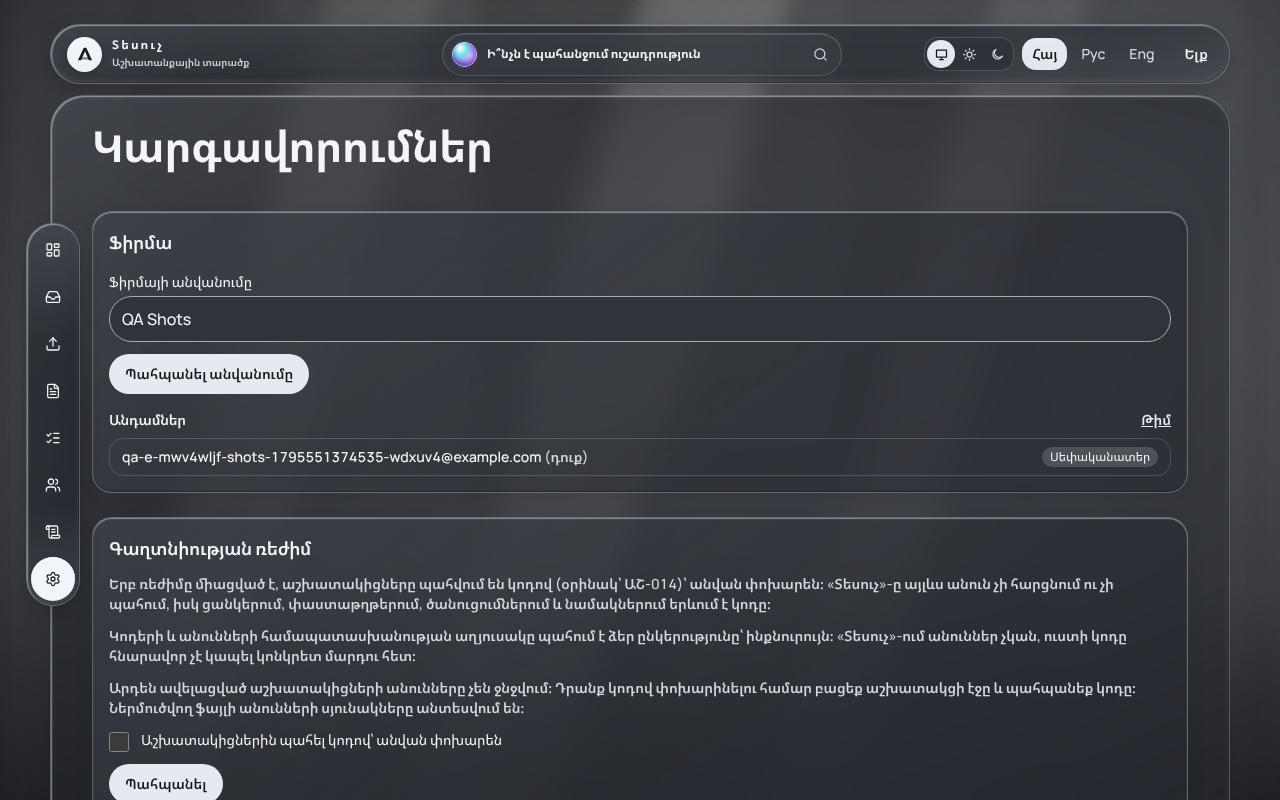 Տեսուչ
Աշխատանքային տարածք
Ի՞նչն է պահանջում ուշադրություն
Հայ
Рус
Eng
Ելք
Կարգավորումներ
Ֆիրմա
Ֆիրմայի անվանումը
QA Shots
Պահպանել անվանումը
Անդամներ
Թիմ
qa-e-mwv4wljf-shots-1795551374535-wdxuv4@example.com (դուք)
Սեփականատեր
Գաղտնիության ռեժիմ
Երբ ռեժիմը միացված է, աշխատակիցները պահվում են կոդով (օրինակ՝ ԱՇ-014)՝ անվան փոխարեն։ «Տեսուչ»-ը այլևս անուն չի հարցնում ու չի
պահում, իսկ ցանկերում, փաստաթղթերում, ծանուցումներում և նամակներում երևում է կոդը։
Կոդերի և անունների համապատասխանության աղյուսակը պահում է ձեր ընկերությունը՝ ինքնուրույն։ «Տեսուչ»-ում անուններ չկան, ուստի կոդը
հնարավոր չէ կապել կոնկրետ մարդու հետ։
Արդեն ավելացված աշխատակիցների անունները չեն ջնջվում։ Դրանք կոդով փոխարինելու համար բացեք աշխատակցի էջը և պահպանեք կոդը։
Ներմուծվող ֆայլի անունների սյունակները անտեսվում են։
Աշխատակիցներին պահել կոդով՝ անվան փոխարեն
Պահպանել